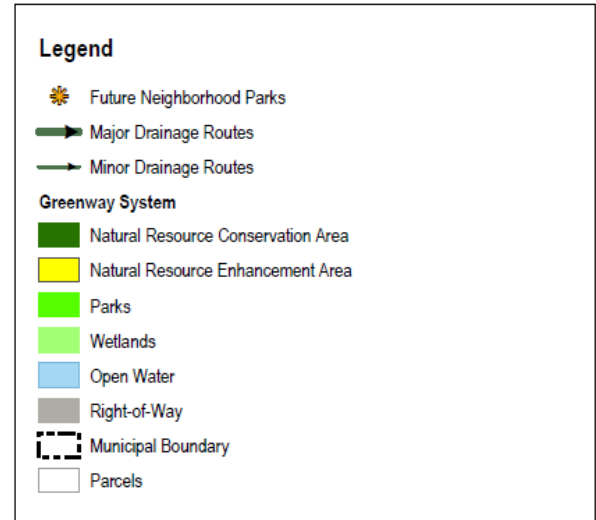 Legend
Future Neighborhood Parks
Major Drainage Routes
Minor Drainage Routes
Greenway System
Natural Resource Conservation Area
Natural Resource Enhancement Area
Parks
Wetlands
Open Water
Right-of-Way
Municipal Boundary
Parcels